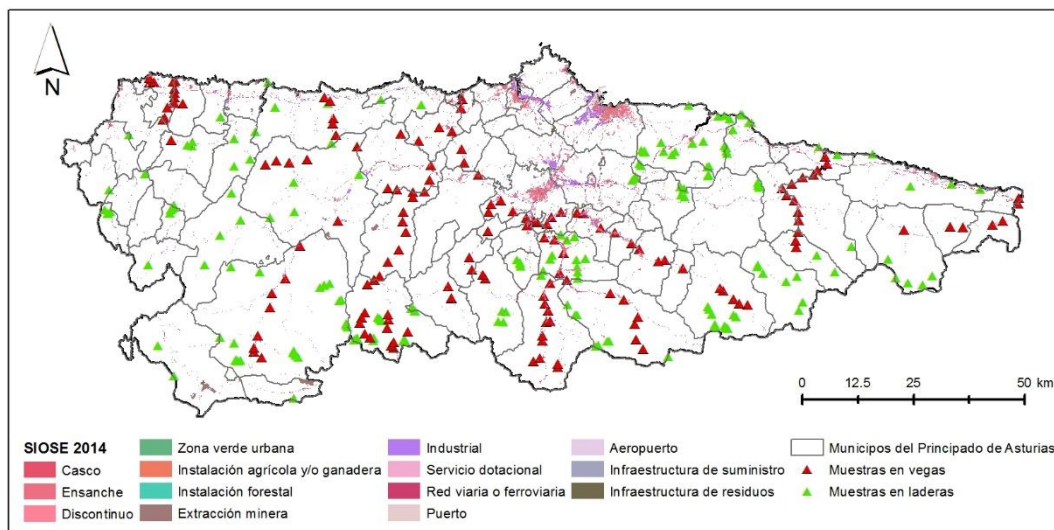 N
0 12.5 25 50 km
SIOSE 2014
Casco
Ensanche
Discontinuo
Zona verde urbana
Instalación agrícola y/o ganadera
Instalación forestal
Extracción minera
Industrial
Servicio dotacional
Red viaria o ferroviaria
Puerto
Aeropuerto
Infraestructura de suministro
Infraestructura de residuos
Municipos del Principado de Asturias
Muestras en vegas
Muestras en laderas